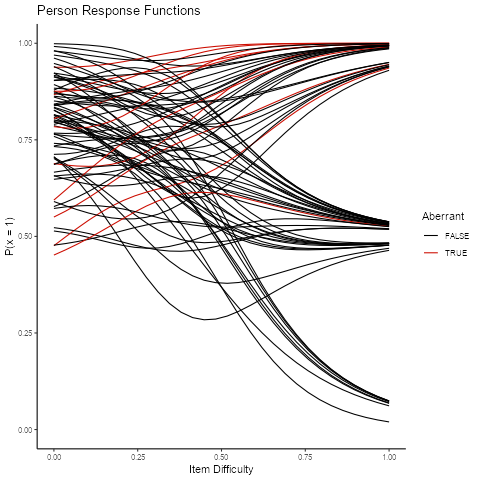 Person Response Functions
P(x = 1)
1.00
0.75
0.50
0.25
0.00
0.00 0.25 0.50 0.75 1.00
Item Difficulty
Aberrant
FALSE
TRUE